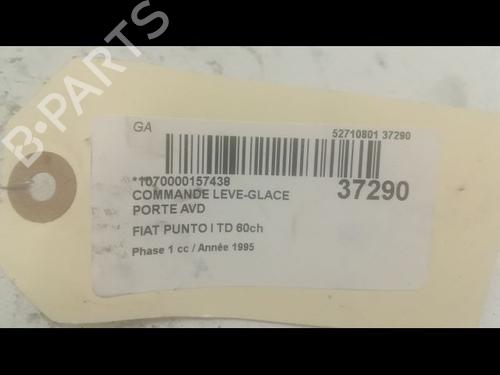 B-PARTS
GA
52710801 37290
*1070000157438
37290
COMMANDE LEVE-GLACE
PORTE AVD
FIAT PUNTO I TD 60ch
Phase 1 cc / Année 1995